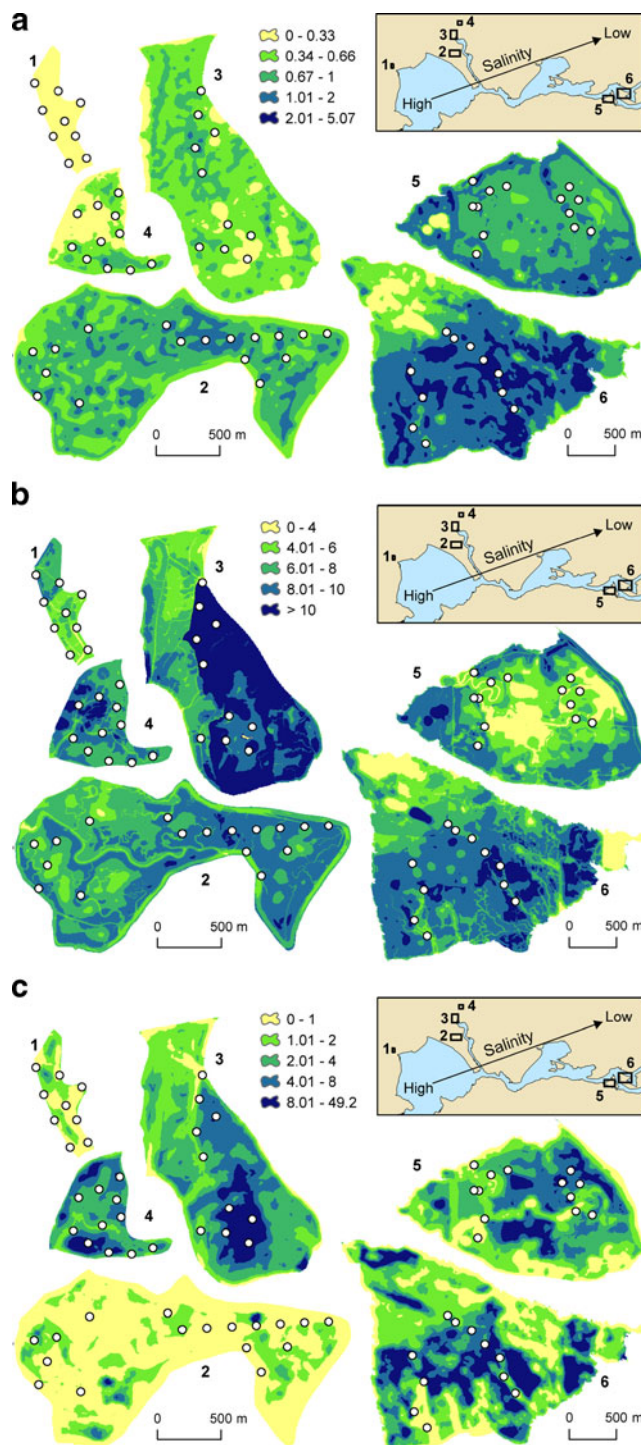 a
1
3
0 - 0.33
0.34 - 0.66
0.67 - 1
1.01 - 2
2.01 - 5.07
4
3
2
1
Salinity
Low
High
6
5
4
5
2
6
0 500 m
0 500 m
b
1
3
0 - 4
4.01 - 6
6.01 - 8
8.01 - 10
> 10
4
3
2
1
Salinity
Low
High
6
5
4
5
2
6
0 500 m
0 500 m
c
1
3
0 - 1
1.01 - 2
2.01 - 4
4.01 - 8
8.01 - 49.2
4
3
2
1
Salinity
Low
High
6
5
4
5
2
6
0 500 m
0 500 m